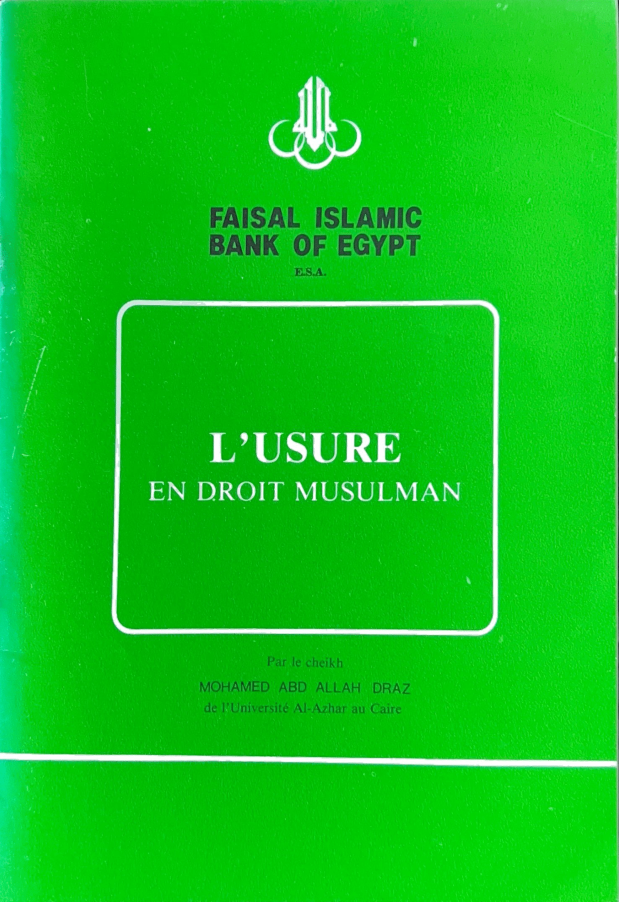 FAISAL ISLAMIC
BANK OF EGYPT
E.S.A.
L'USURE
EN DROIT MUSULMAN
Par le cheikh
MOHAMED ABD ALLAH DRAZ
de l'Université Al-Azhar au Caire